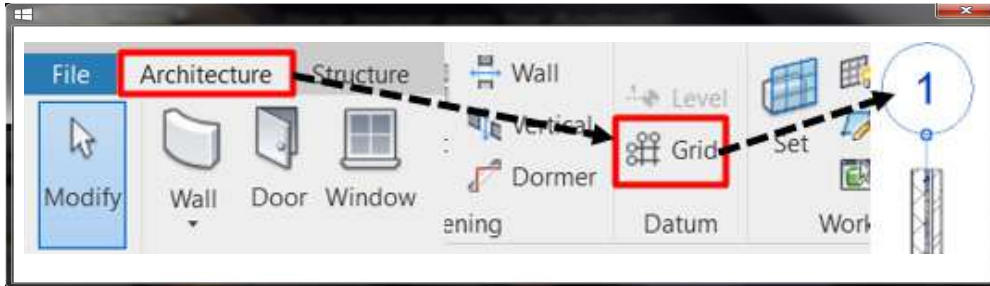 File Architecture Structure
Modify
Wall Door Window
Wall
Vertical
Dormer
ening
Level
Grid
Datum
Set
Work
1